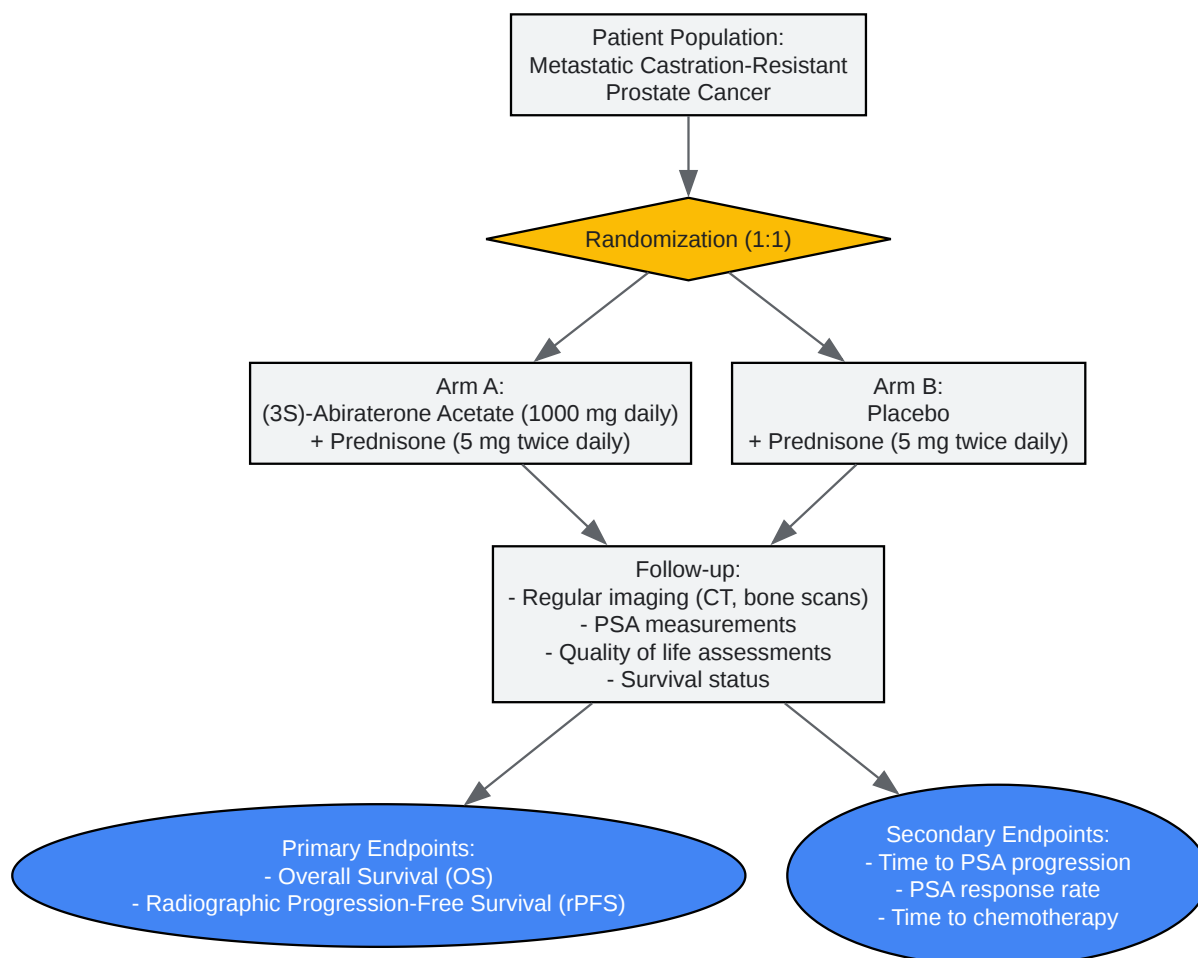 Patient Population:
Metastatic Castration-Resistant
Prostate Cancer
Randomization (1:1)
Arm A:
(3S)-Abiraterone Acetate (1000 mg daily)
+ Prednisone (5 mg twice daily)
Arm B:
Placebo
+ Prednisone (5 mg twice daily)
Follow-up:
- Regular imaging (CT, bone scans)
- PSA measurements
- Quality of life assessments
- Survival status
Primary Endpoints:
- Overall Survival (OS)
- Radiographic Progression-Free Survival (rPFS)
Secondary Endpoints:
- Time to PSA progression
- PSA response rate
- Time to chemotherapy